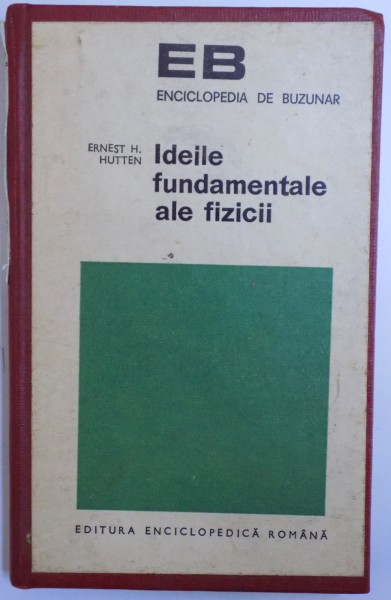 EB
ENCICLOPEDIA DE BUZUNAR
ERNEST H.
HUTTEN
Ideile
fundamentale
ale fizicii
EDITURA ENCICLOPEDICĂ ROMÂNĂ